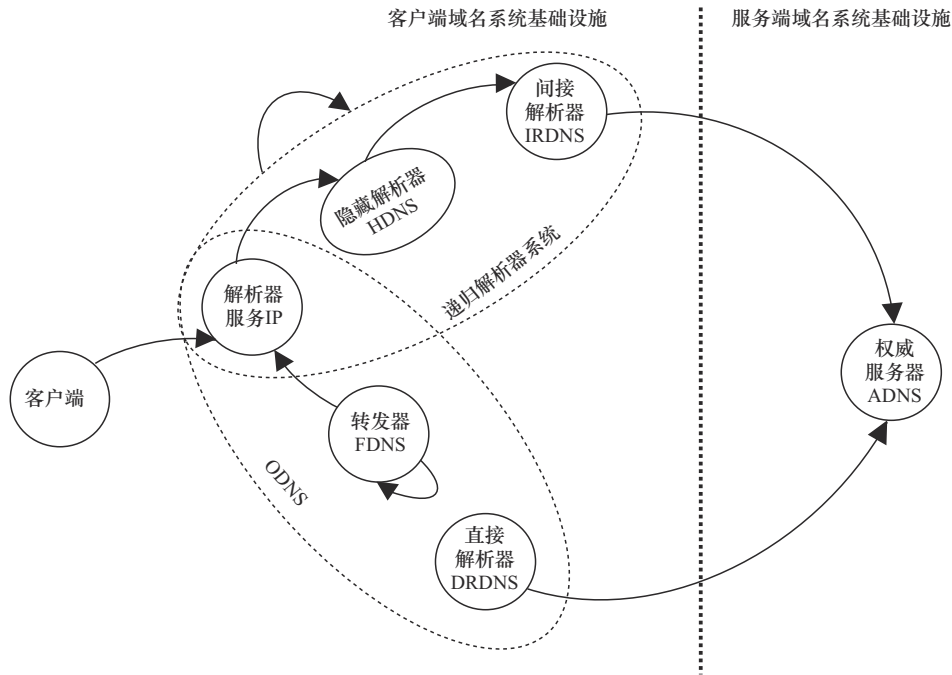 客户端域名系统基础设施
服务端域名系统基础设施
间接
解析器
IRDNS
隐藏解析器
HDNS
递归解析器系统
解析器
服务IP
客户端
转发器
FDNS
ODNS
直接
解析器
DRDNS
权威
服务器
ADNS